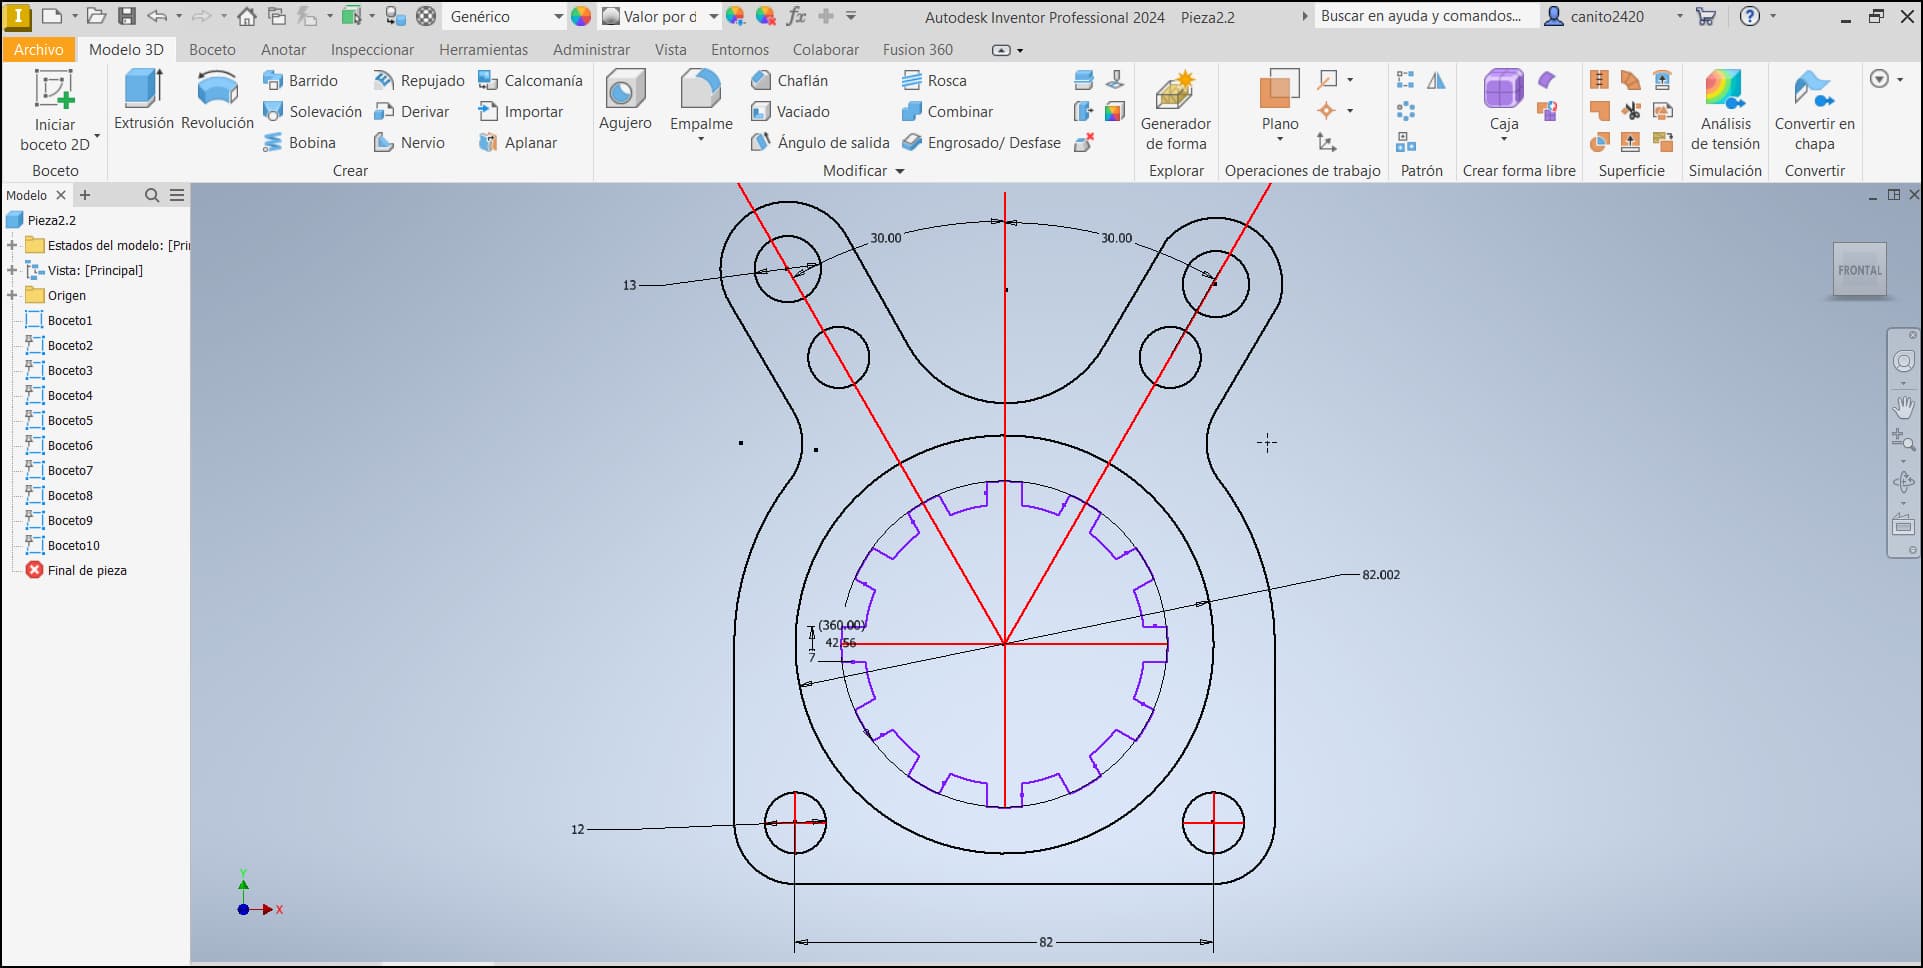 Genérico
Valor por d
fx
Autodesk Inventor Professional 2024 Pieza2.2
Buscar en ayuda y comandos...
canito2420
Archivo Modelo 3D Boceto Anotar Inspeccionar Herramientas Administrar Vista Entornos Colaborar Fusion 360
Iniciar boceto 2D
Boceto
Extrusión
Revolución
Barrido
Solevación
Bobina
Repujado
Derivar
Nervio
Calcomanía
Importar
Aplanar
Crear
Agujero
Empalme
Chaflán
Vaciado
Ángulo de salida
Rosca
Combinar
Engrosado/ Desfase
Modificar
Generador de forma
Explorar
Plano
Operaciones de trabajo
Patrón
Caja
Crear forma libre
Superficie
Análisis de tensión
Simulación
Convertir en chapa
Convertir
Modelo
Pieza2.2
Estados del modelo: [Pri
Vista: [Principal]
Origen
Boceto1
Boceto2
Boceto3
Boceto4
Boceto5
Boceto6
Boceto7
Boceto8
Boceto9
Boceto10
Final de pieza
FRONTAL
30.00
30.00
13
82.002
(360.00)
42.56
7
12
82
Y
X